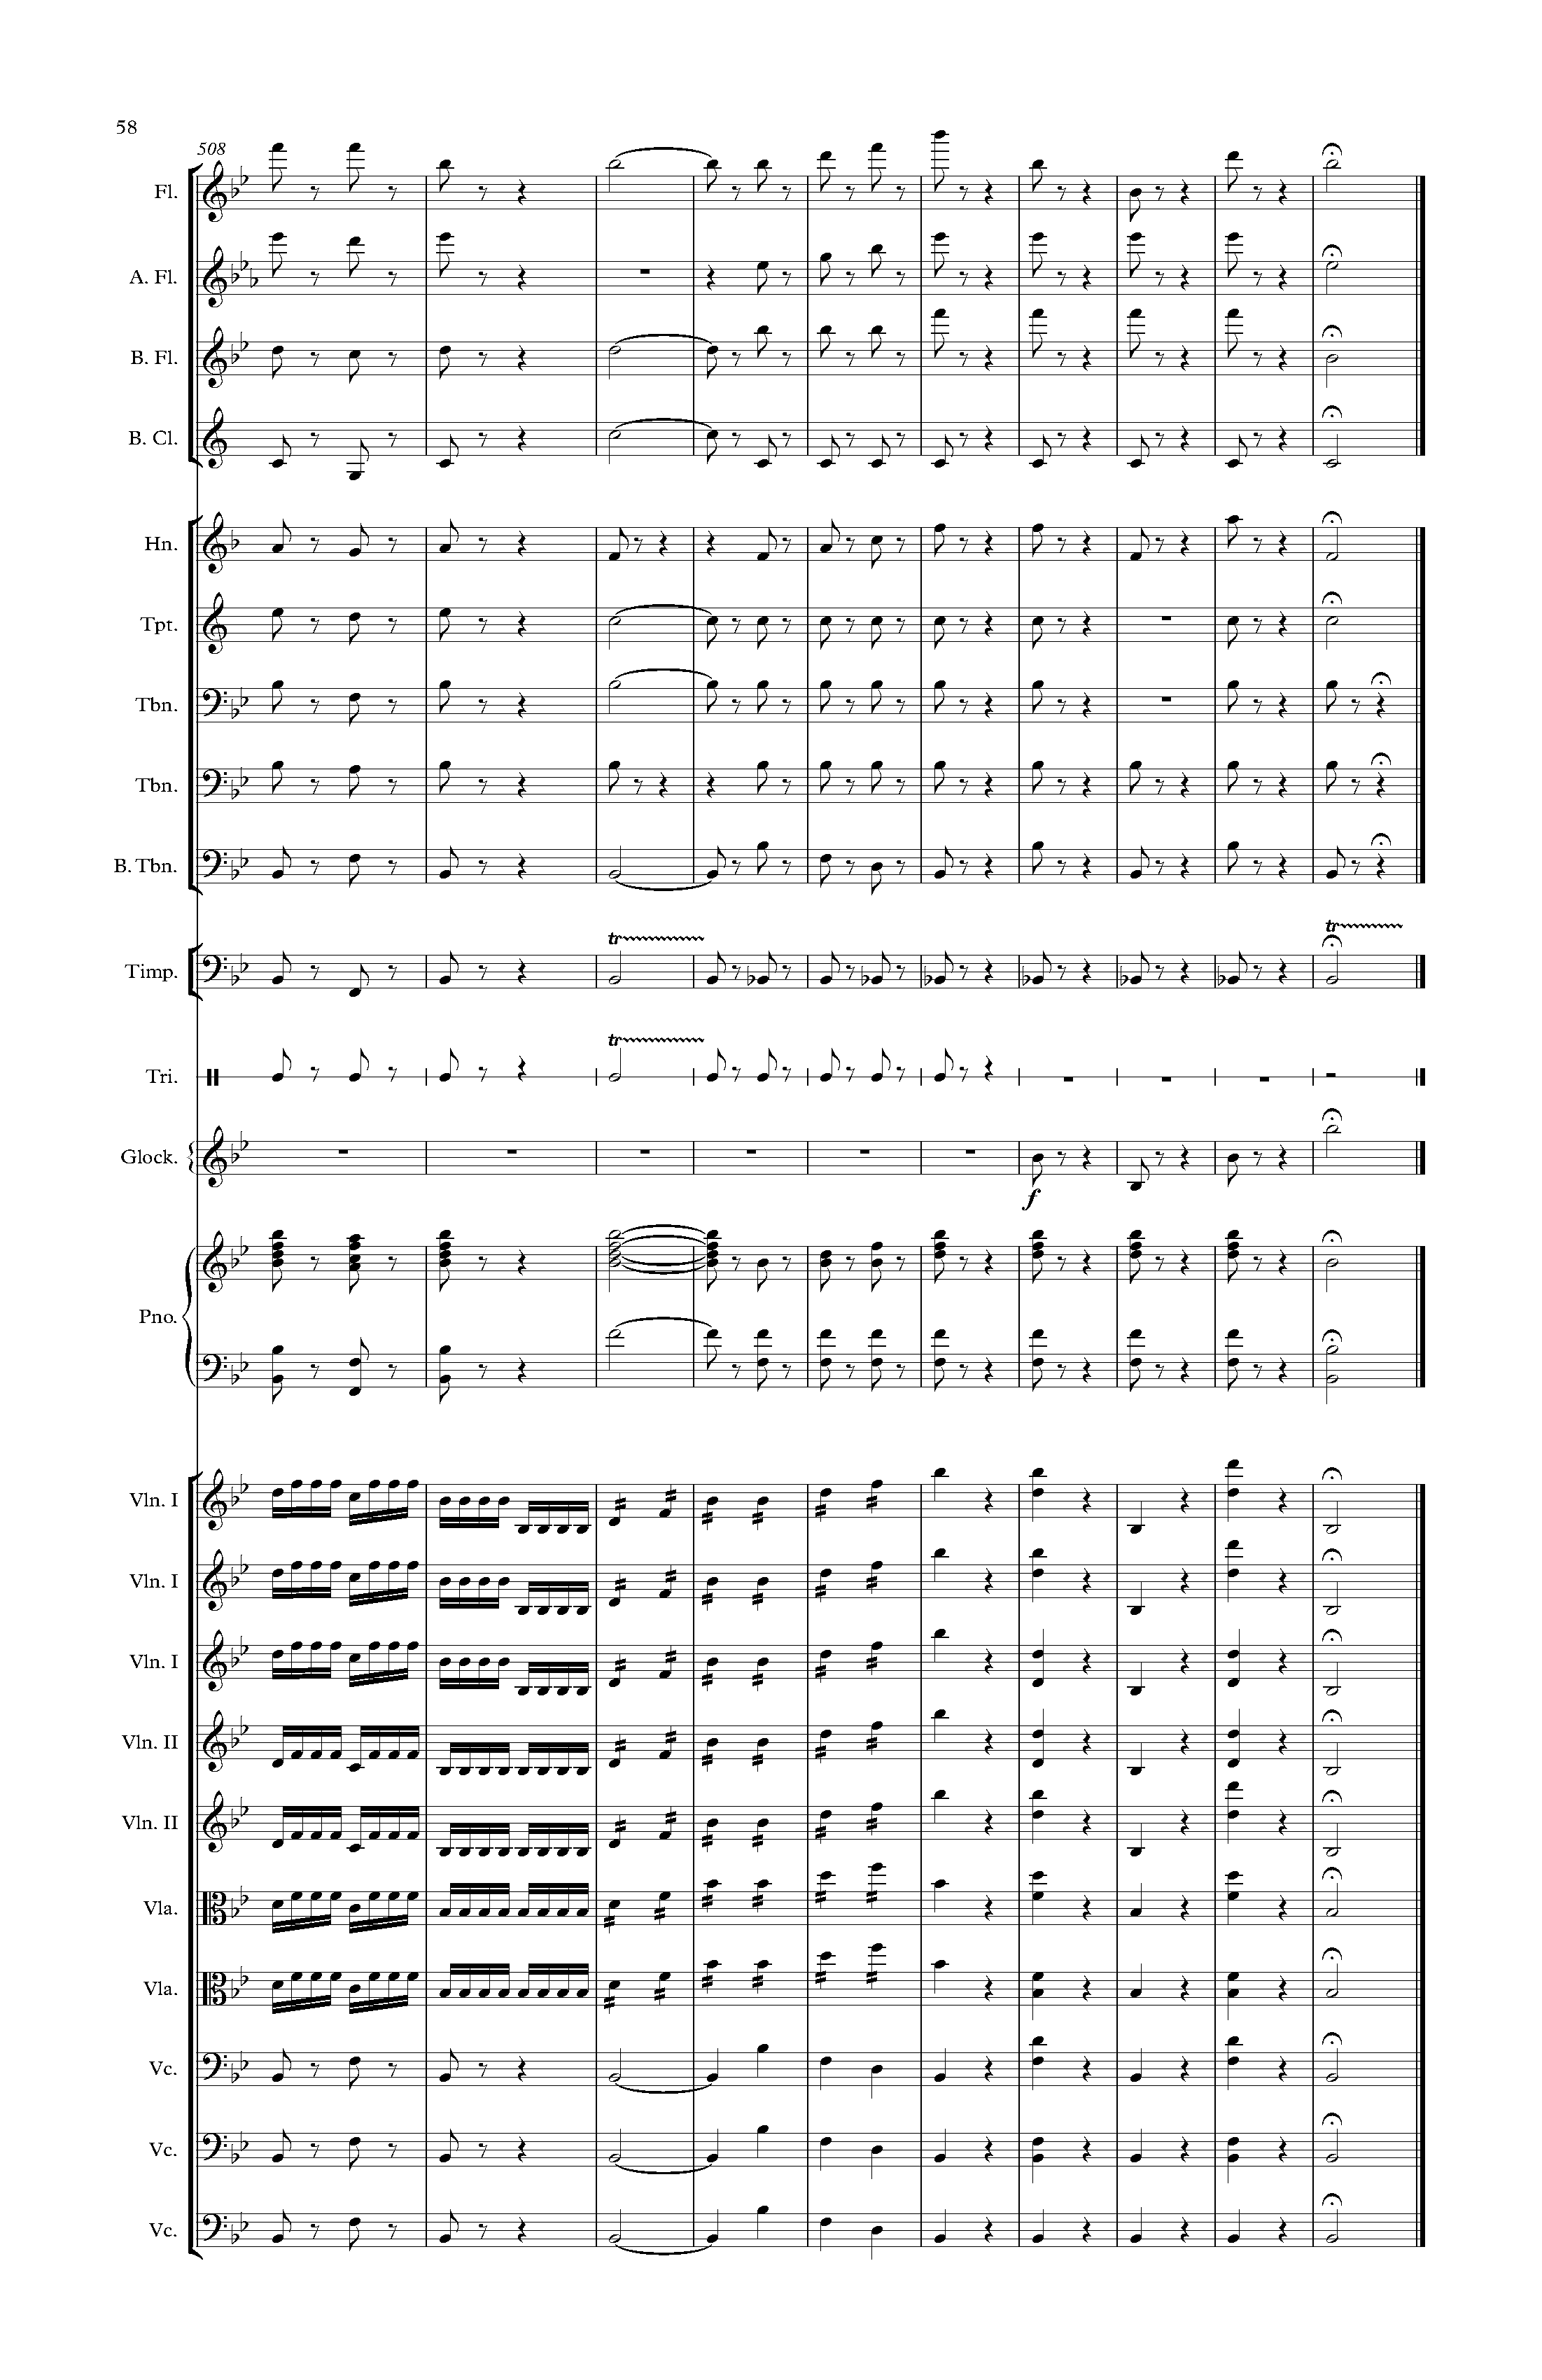 58
508
Fl.
A. Fl.
B. Fl.
B. Cl.
Hn.
Tpt.
Tbn.
Tbn.
B. Tbn.
tr
Timp.
tr
tr
Tri.
Glock.
f
Pno.
Vln. I
Vln. I
Vln. I
Vln. II
Vln. II
Vla.
Vla.
Vc.
Vc.
Vc.